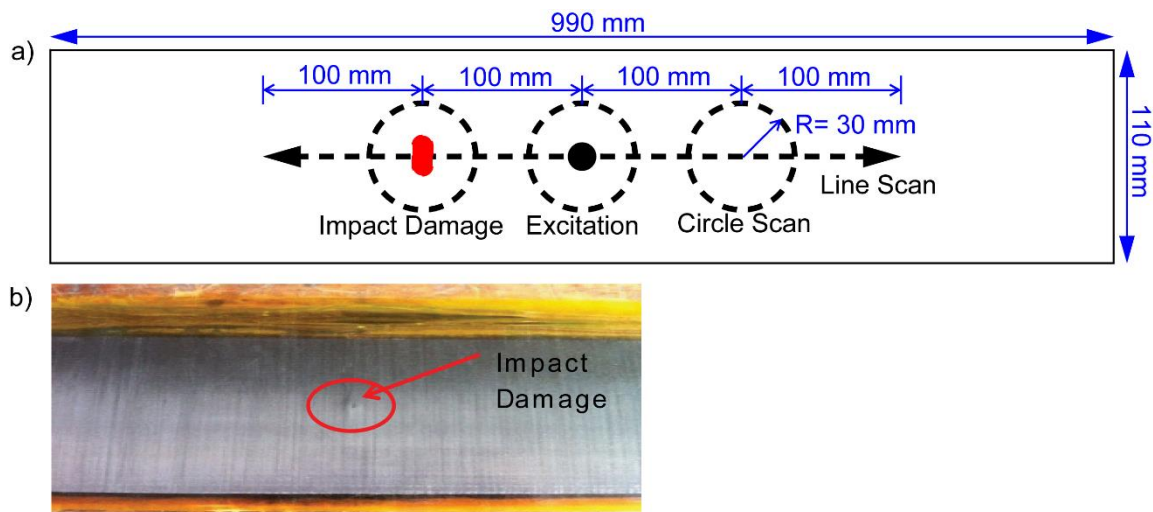 990 mm
a)
100 mm 100 mm 100 mm 100 mm
R= 30 mm
110 mm
Line Scan
Impact Damage Excitation Circle Scan
b)
Impact
Damage